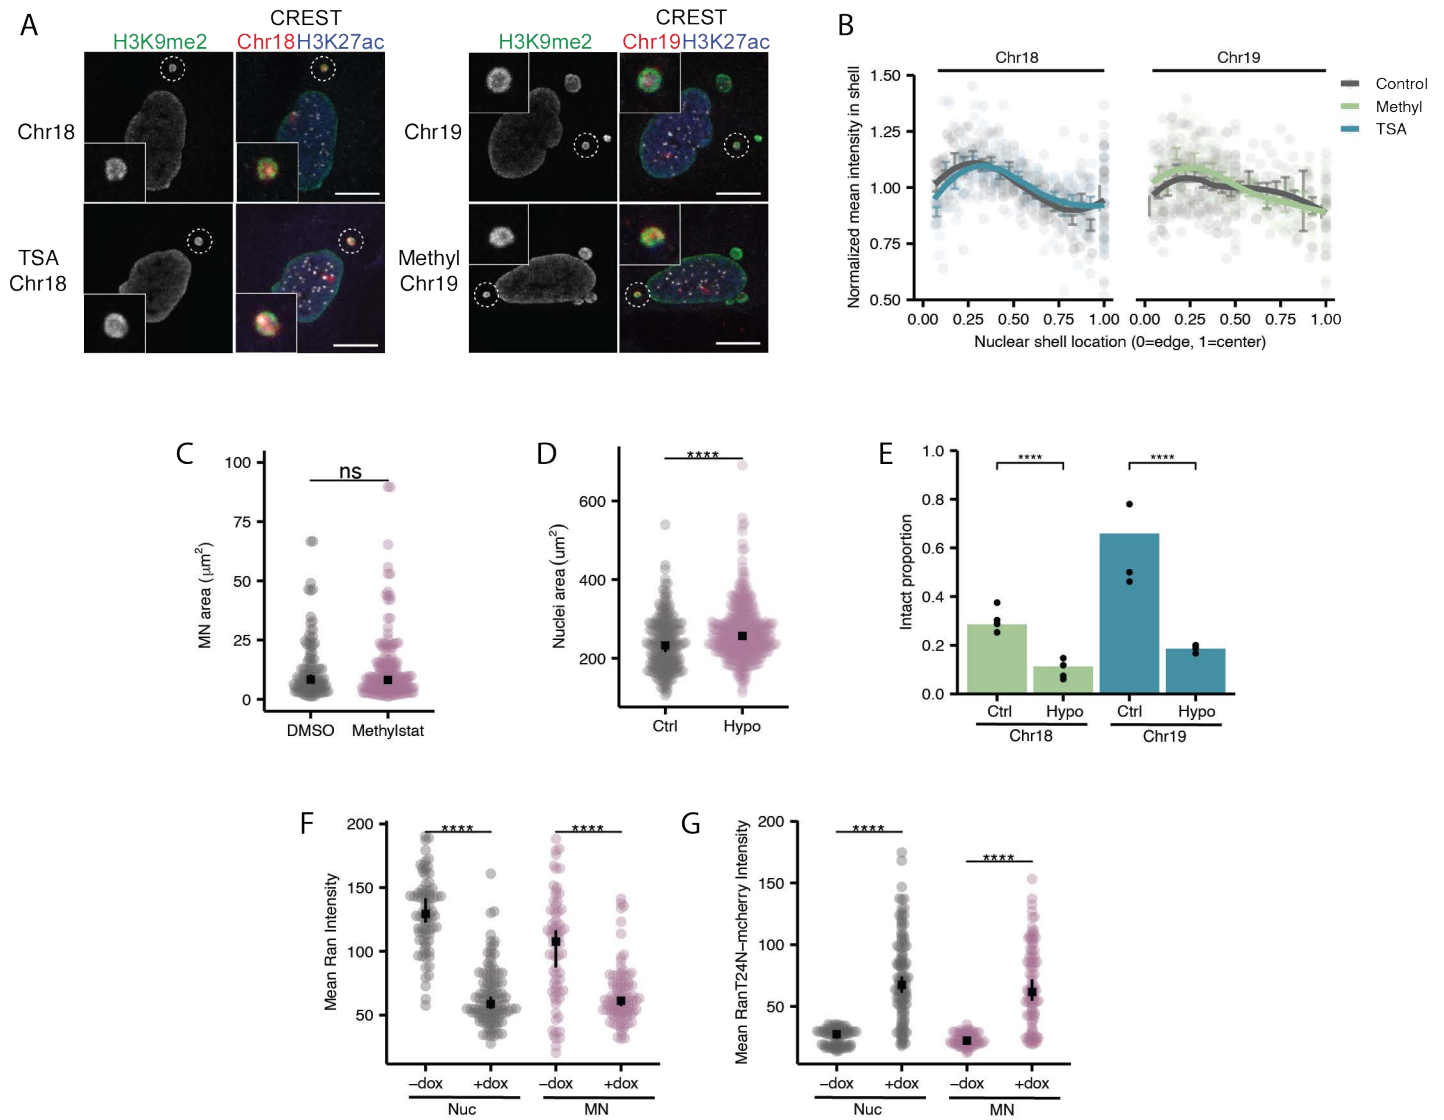 A
CREST
H3K9me2
Chr18H3K27ac
CREST
H3K9me2
Chr19H3K27ac
Chr18
Chr19
TSA
Chr18
Methyl
Chr19
B
Chr18
Chr19
Control
Methyl
TSA
Normalized mean intensity in shell
1.50
1.25
1.00
0.75
0.50
0.00 0.25 0.50 0.75 1.00
0.00 0.25 0.50 0.75 1.00
Nuclear shell location (0=edge, 1=center)
C
MN area (μm²)
100
75
50
25
0
ns
DMSO Methylstat
D
Nuclei area (um²)
600
400
200
****
Ctrl Hypo
E
Intact proportion
1.0
0.8
0.6
0.4
0.2
0.0
**** ****
Ctrl Hypo Ctrl Hypo
Chr18 Chr19
F
Mean Ran Intensity
200
150
100
50
**** ****
−dox +dox −dox +dox
Nuc MN
G
Mean RanT24N−mcherry Intensity
200
150
100
50
**** ****
−dox +dox −dox +dox
Nuc MN